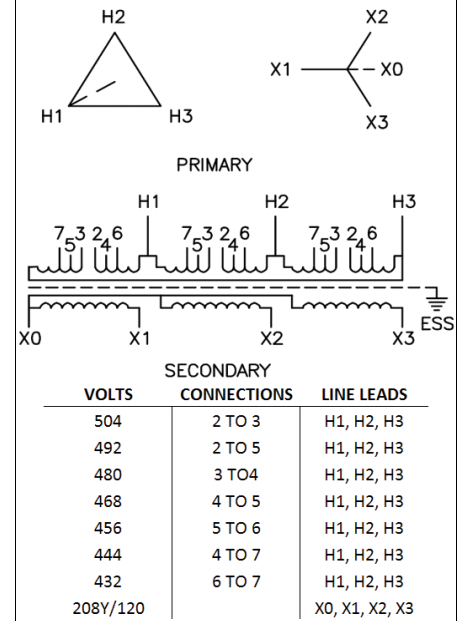 H2
X2
X1
X0
H1
H3
X3
PRIMARY
H1 H2 H3
7 5 3 2 4 6 7 5 3 2 4 6 7 5 3 2 4 6
ESS
X0 X1 X2 X3
SECONDARY
VOLTS CONNECTIONS LINE LEADS
504 2 TO 3 H1, H2, H3
492 2 TO 5 H1, H2, H3
480 3 TO4 H1, H2, H3
468 4 TO 5 H1, H2, H3
456 5 TO 6 H1, H2, H3
444 4 TO 7 H1, H2, H3
432 6 TO 7 H1, H2, H3
208Y/120 X0, X1, X2, X3